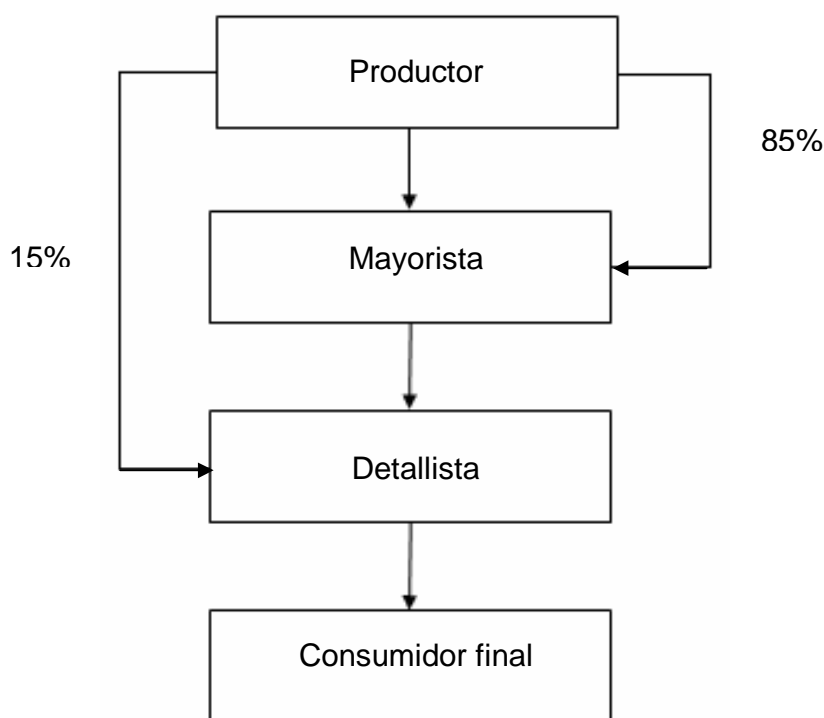 Productor
85%
Mayorista
15%
Detallista
Consumidor final